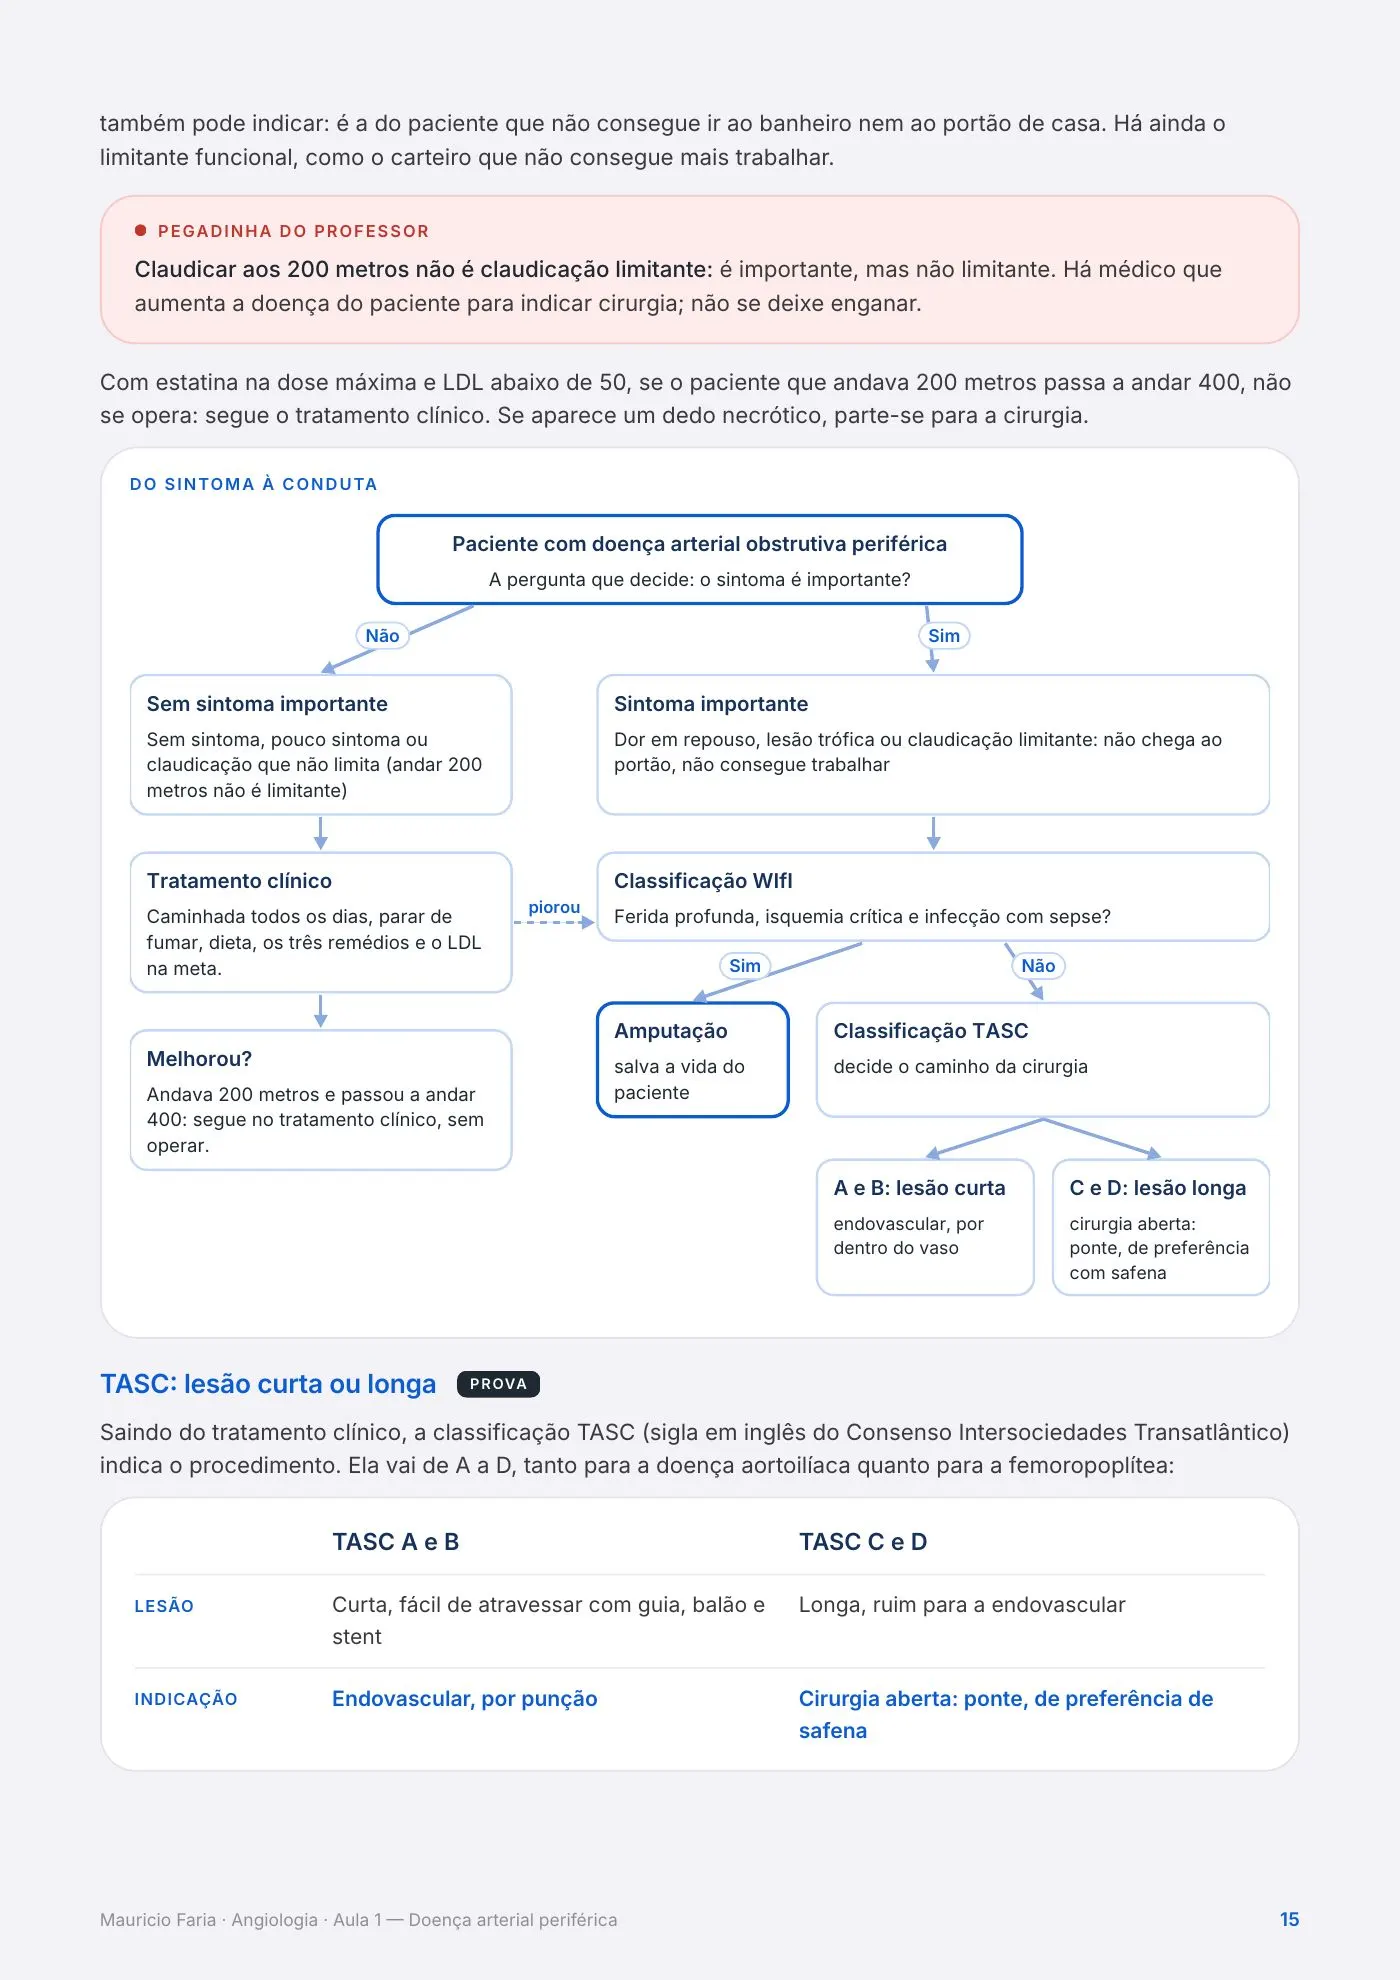 também pode indicar: é a do paciente que não consegue ir ao banheiro nem ao portão de casa. Há ainda o
limitante funcional, como o carteiro que não consegue mais trabalhar.
PEGADINHA DO PROFESSOR
Claudicar aos 200 metros não é claudicação limitante: é importante, mas não limitante. Há médico que
aumenta a doença do paciente para indicar cirurgia; não se deixe enganar.
Com estatina na dose máxima e LDL abaixo de 50, se o paciente que andava 200 metros passa a andar 400, não
se opera: segue o tratamento clínico. Se aparece um dedo necrótico, parte-se para a cirurgia.
DO SINTOMA À CONDUTA
Paciente com doença arterial obstrutiva periférica
A pergunta que decide: o sintoma é importante?
Não
Sim
Sem sintoma importante
Sem sintoma, pouco sintoma ou
claudicação que não limita (andar 200
metros não é limitante)
Sintoma importante
Dor em repouso, lesão trófica ou claudicação limitante: não chega ao
portão, não consegue trabalhar
Tratamento clínico
Caminhada todos os dias, parar de
fumar, dieta, os três remédios e o LDL
na meta.
piorou
Classificação WIfI
Ferida profunda, isquemia crítica e infecção com sepse?
Sim
Não
Melhorou?
Andava 200 metros e passou a andar
400: segue no tratamento clínico, sem
operar.
Amputação
salva a vida do
paciente
Classificação TASC
decide o caminho da cirurgia
A e B: lesão curta
endovascular, por
dentro do vaso
C e D: lesão longa
cirurgia aberta:
ponte, de preferência
com safena
TASC: lesão curta ou longa PROVA
Saindo do tratamento clínico, a classificação TASC (sigla em inglês do Consenso Intersociedades Transatlântico)
indica o procedimento. Ela vai de A a D, tanto para a doença aortoilíaca quanto para a femoropoplítea:
TASC A e B TASC C e D
LESÃO Curta, fácil de atravessar com guia, balão e Longa, ruim para a endovascular
stent
INDICAÇÃO Endovascular, por punção Cirurgia aberta: ponte, de preferência de
safena
Mauricio Faria · Angiologia · Aula 1 — Doença arterial periférica 15